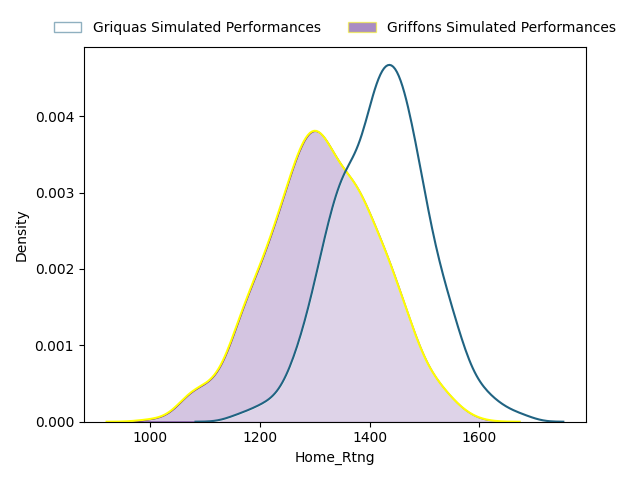 Griquas Simulated Performances Griffons Simulated Performances
0.004
0.003
0.002
0.001
0.000
Density
1000 1200 1400 1600
Home_Rtng